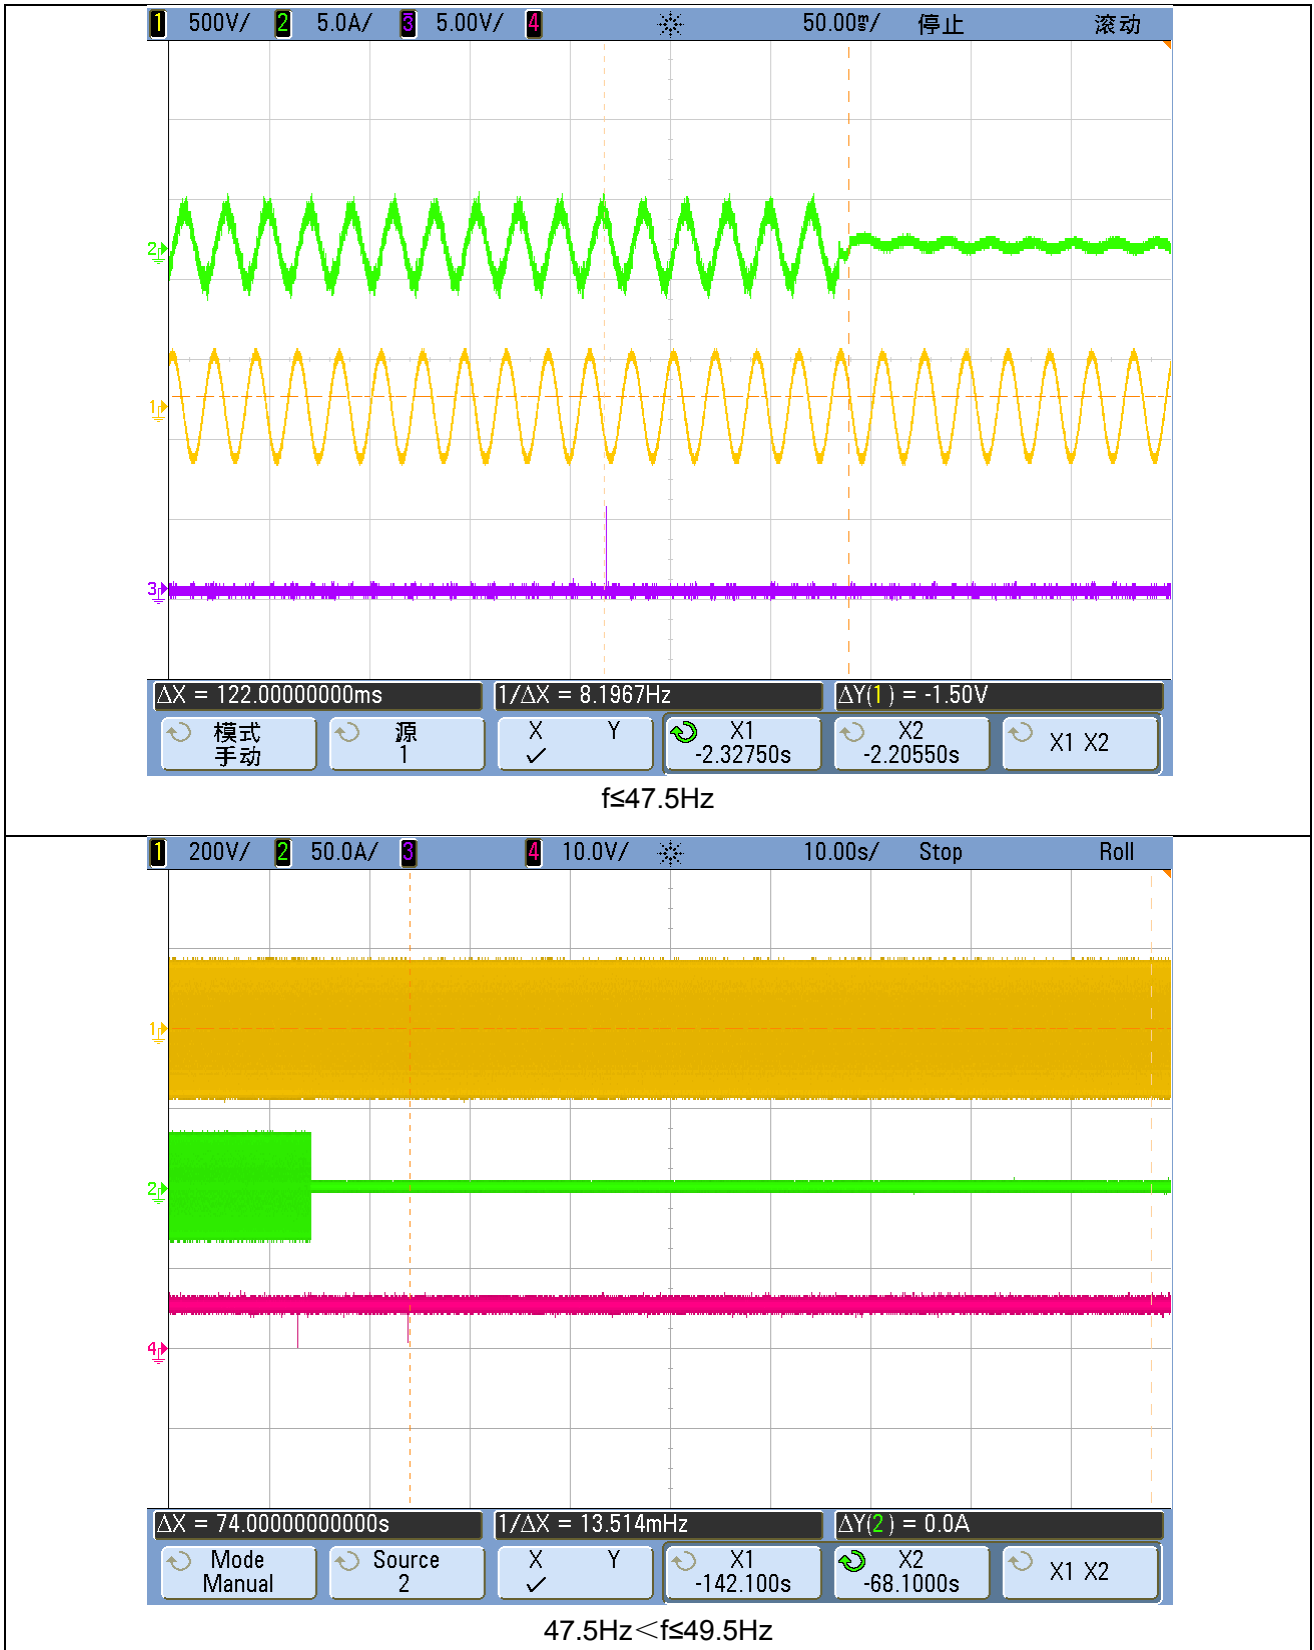 1 500V/ 2 5.0A/ 3 5.00V/ 4 50.00ms/ 停止 滚动
2
1
3
ΔX = 122.00000000ms 1/ΔX = 8.1967Hz ΔY(1) = -1.50V
模式 源 X Y X1 X2 X1 X2
手动 1 ✓ -2.32750s -2.20550s
f≤47.5Hz
1 200V/ 2 50.0A/ 3 4 10.0V/ 10.00s/ Stop Roll
1
2
4
ΔX = 74.00000000000s 1/ΔX = 13.514mHz ΔY(2) = 0.0A
Mode Source X Y X1 X2 X1 X2
Manual 2 ✓ -142.100s -68.1000s
47.5Hz<f≤49.5Hz